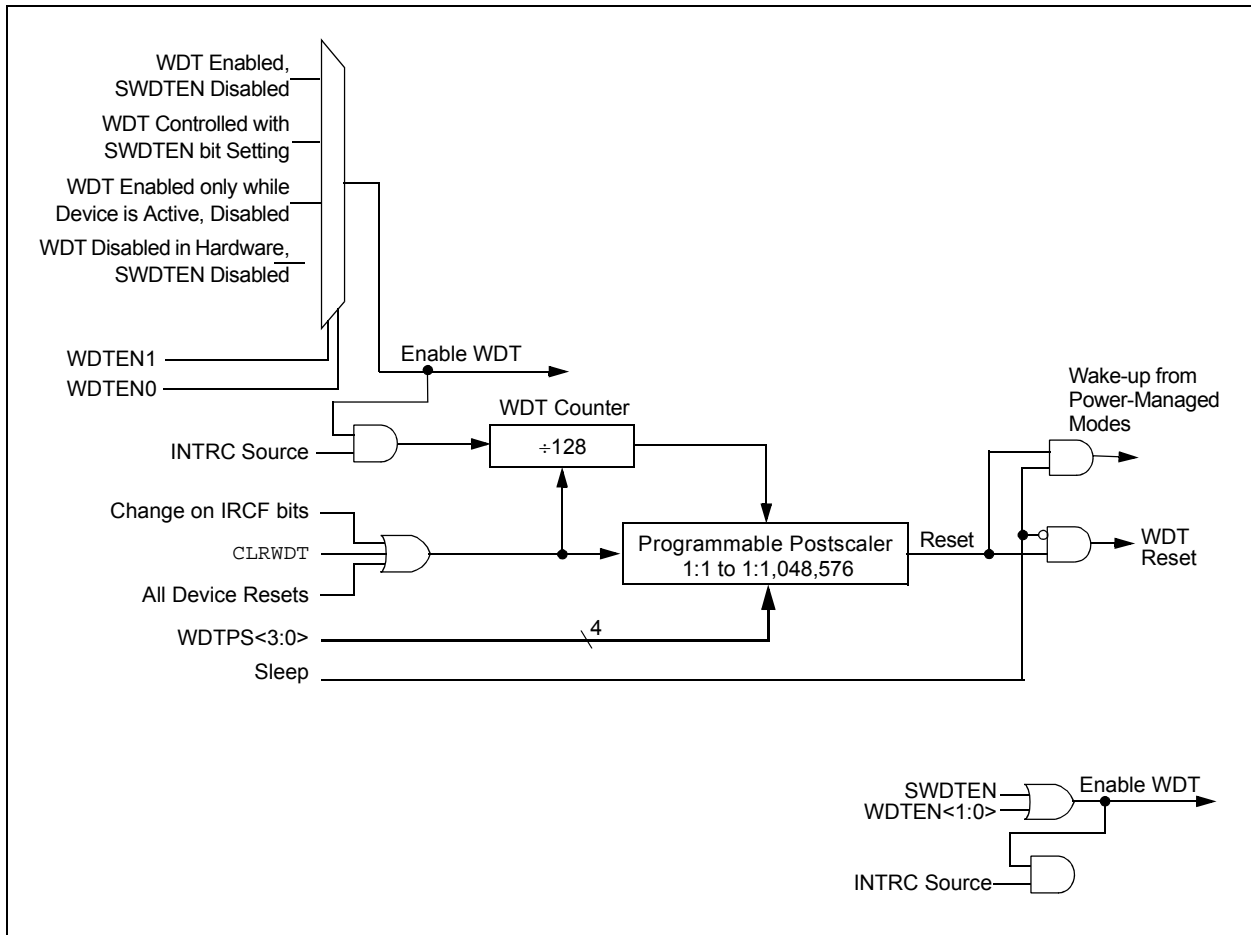 WDT Enabled,
SWDTEN Disabled
WDT Controlled with
SWDTEN bit Setting
WDT Enabled only while
Device is Active, Disabled
WDT Disabled in Hardware,
SWDTEN Disabled
WDTEN1
WDTEN0
Enable WDT
WDT Counter
÷128
INTRC Source
Wake-up from
Power-Managed
Modes
Change on IRCF bits
CLRWDT
All Device Resets
Programmable Postscaler
1:1 to 1:1,048,576
Reset
WDT
Reset
WDTPS<3:0>
4
Sleep
SWDTEN
WDTEN<1:0>
Enable WDT
INTRC Source